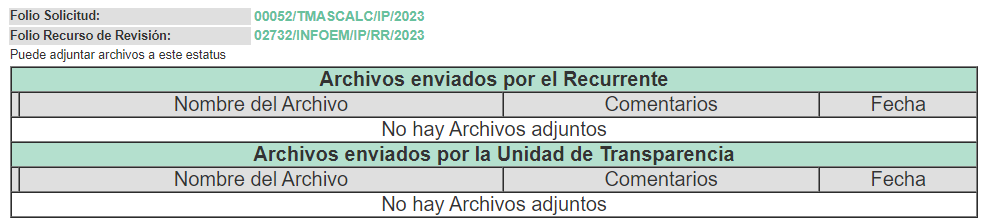 Folio Solicitud: 00052/TMASCALC/IP/2023
Folio Recurso de Revisión: 02732/INFOEM/IP/RR/2023
Puede adjuntar archivos a este estatus
Archivos enviados por el Recurrente
Nombre del Archivo Comentarios Fecha
No hay Archivos adjuntos
Archivos enviados por la Unidad de Transparencia
Nombre del Archivo Comentarios Fecha
No hay Archivos adjuntos